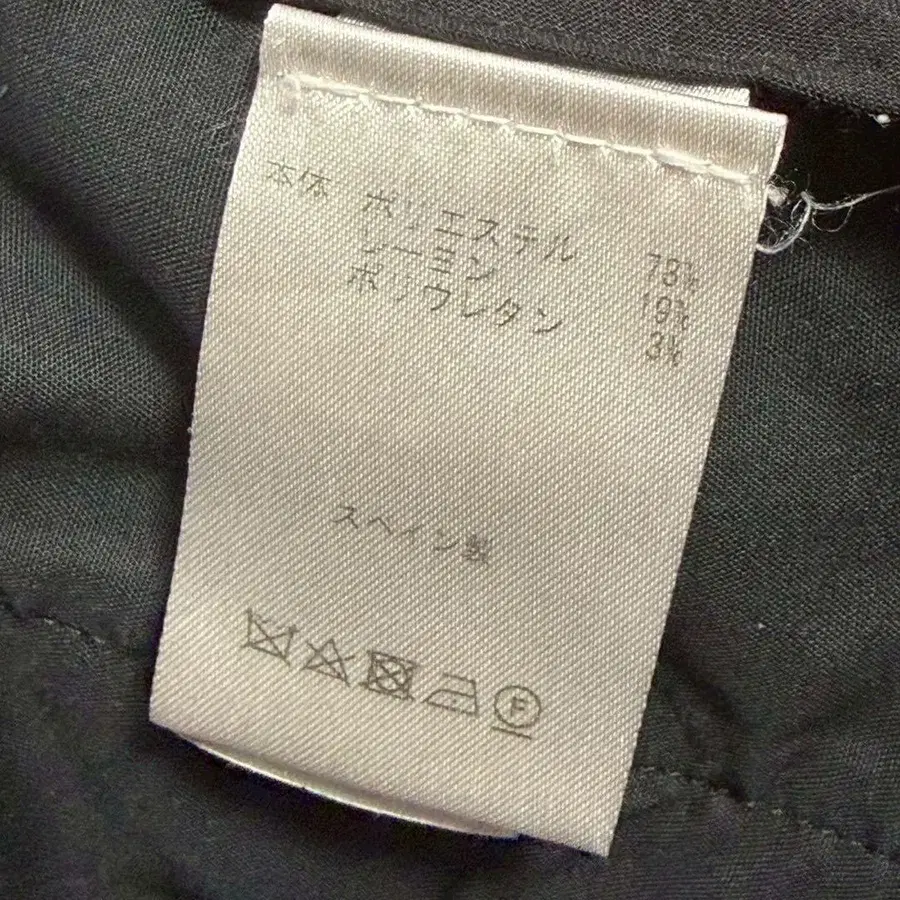 本体 ポリエステル 78%
レーヨン 19%
ポリウレタン 3%
スペイン製
F